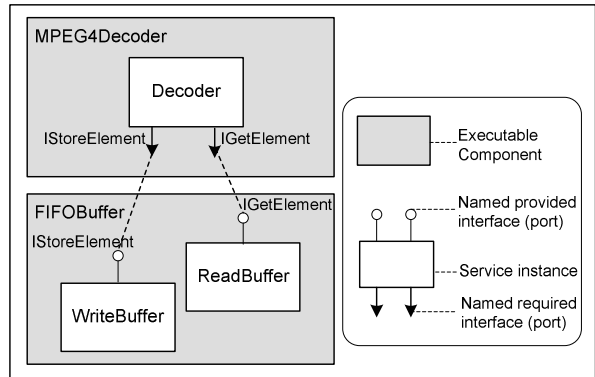 MPEG4Decoder
Decoder
IStoreElement
IGetElement
FIFOBuffer
IGetElement
IStoreElement
ReadBuffer
WriteBuffer
Executable
Component
Named provided
interface (port)
Service instance
Named required
interface (port)